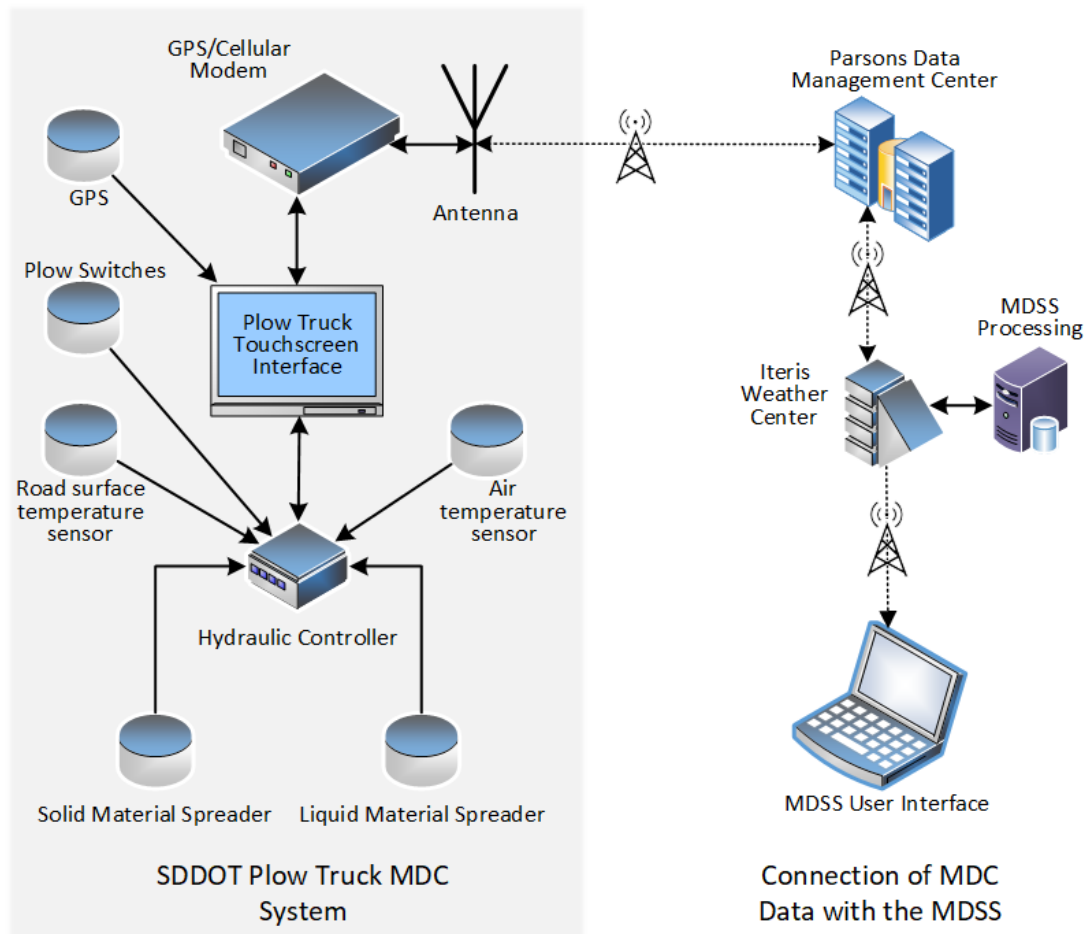 GPS/Cellular
Modem
Parsons Data
Management Center
GPS
Antenna
Plow Switches
Plow Truck
Touchscreen
Interface
MDSS
Processing
Iteris
Weather
Center
Road surface
temperature
sensor
Air
temperature
sensor
Hydraulic Controller
Solid Material Spreader
Liquid Material Spreader
MDSS User Interface
SDDOT Plow Truck MDC
System
Connection of MDC
Data with the MDSS